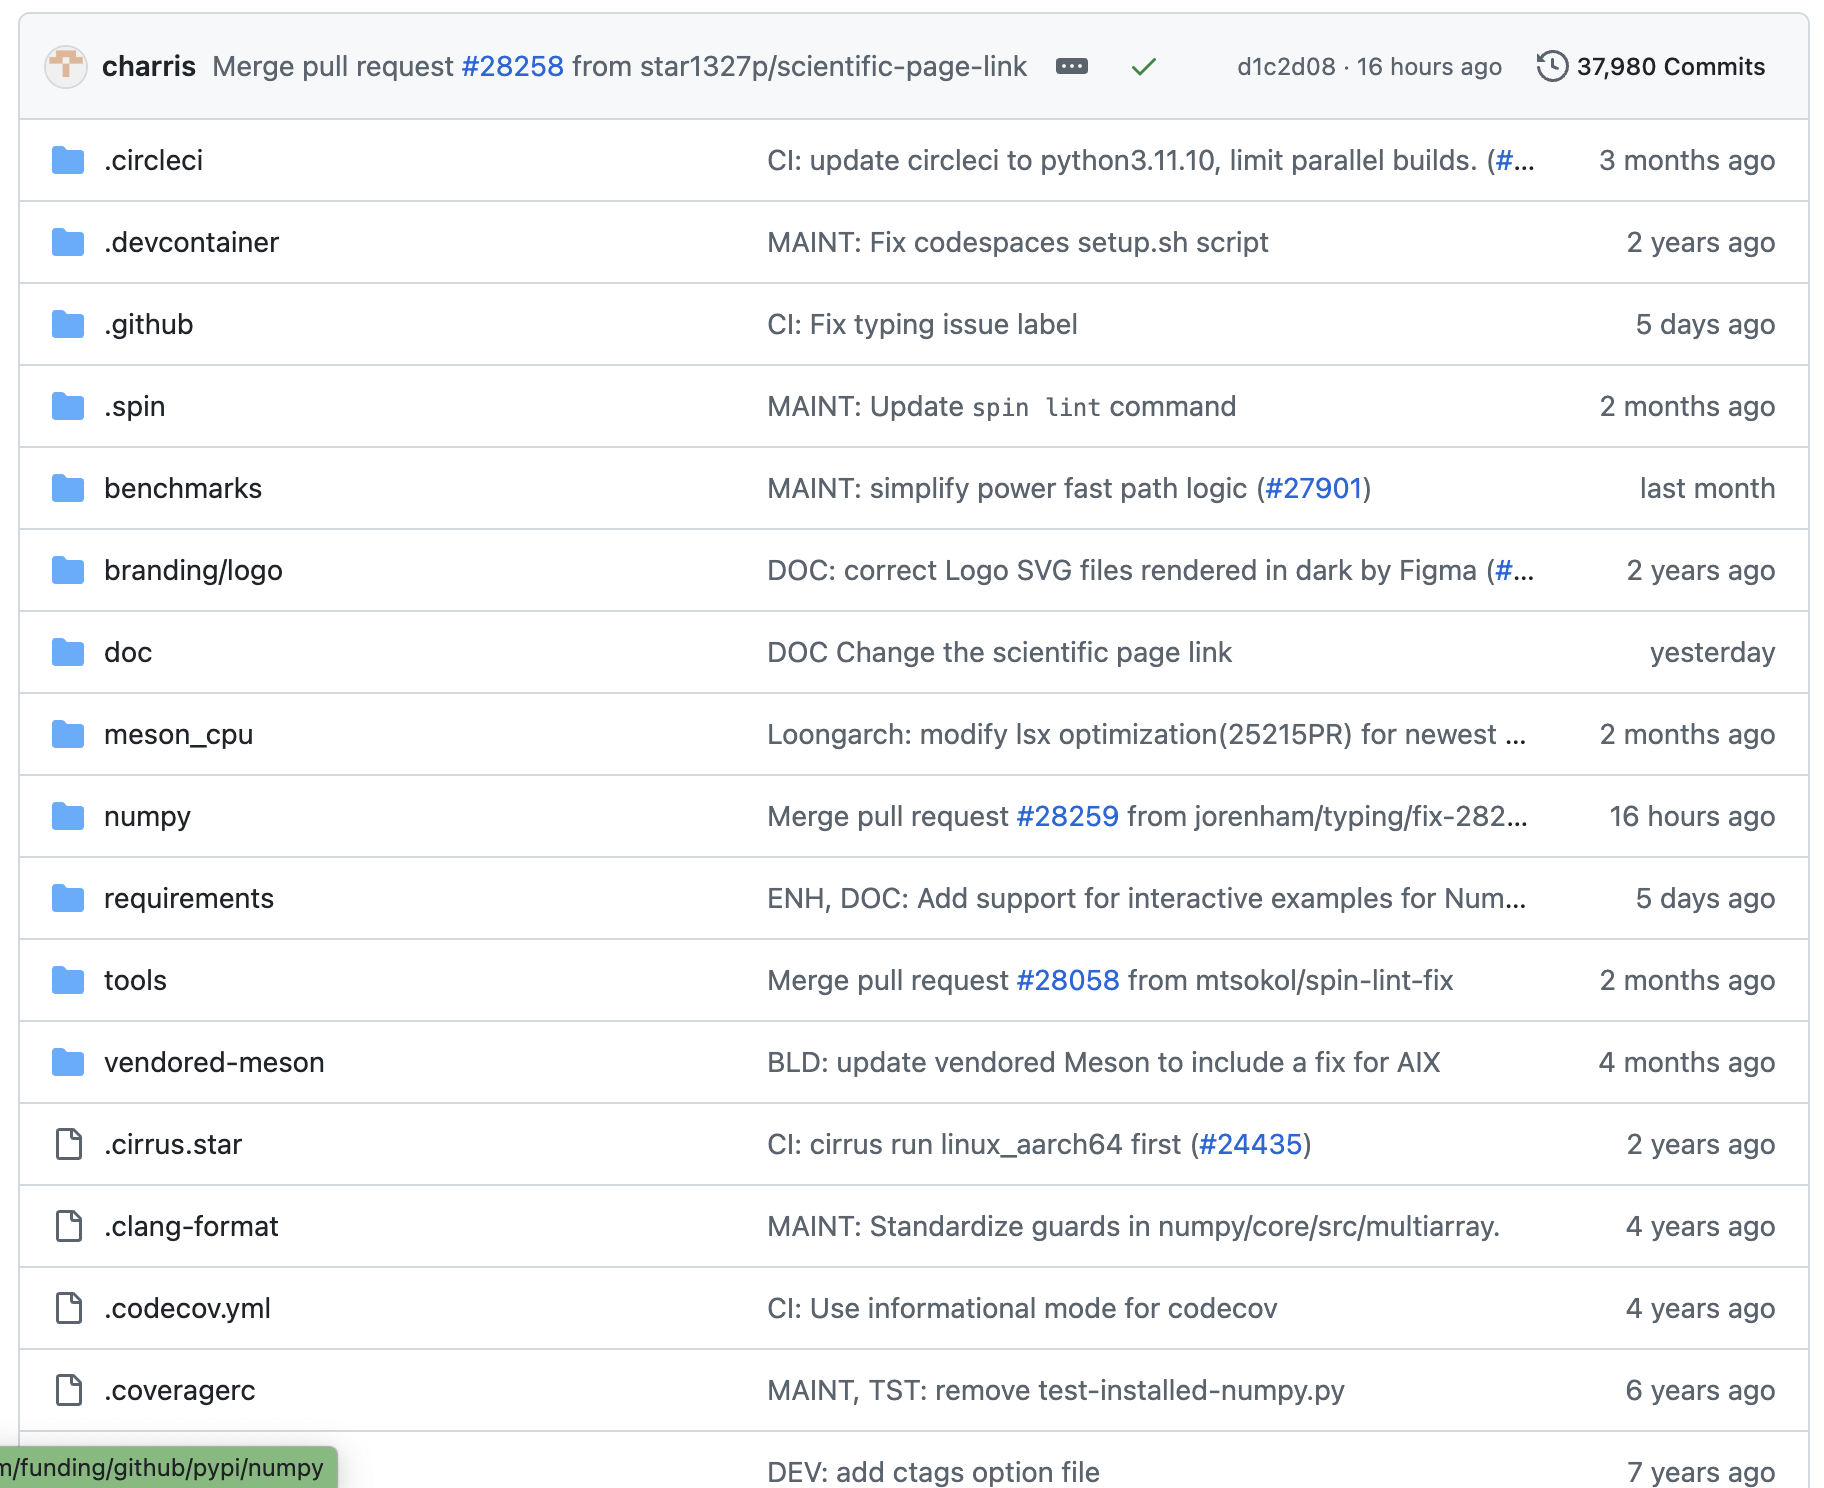 charris Merge pull request #28258 from star1327p/scientific-page-link ... d1c2d08 · 16 hours ago 37,980 Commits
.circleci CI: update circleci to python3.11.10, limit parallel builds. (#... 3 months ago
.devcontainer MAINT: Fix codespaces setup.sh script 2 years ago
.github CI: Fix typing issue label 5 days ago
.spin MAINT: Update spin lint command 2 months ago
benchmarks MAINT: simplify power fast path logic (#27901) last month
branding/logo DOC: correct Logo SVG files rendered in dark by Figma (#... 2 years ago
doc DOC Change the scientific page link yesterday
meson_cpu Loongarch: modify lsx optimization(25215PR) for newest ... 2 months ago
numpy Merge pull request #28259 from jorenham/typing/fix-282... 16 hours ago
requirements ENH, DOC: Add support for interactive examples for Num... 5 days ago
tools Merge pull request #28058 from mtsokol/spin-lint-fix 2 months ago
vendored-meson BLD: update vendored Meson to include a fix for AIX 4 months ago
.cirrus.star CI: cirrus run linux_aarch64 first (#24435) 2 years ago
.clang-format MAINT: Standardize guards in numpy/core/src/multiarray. 4 years ago
.codecov.yml CI: Use informational mode for codecov 4 years ago
.coveragerc MAINT, TST: remove test-installed-numpy.py 6 years ago
m/funding/github/pypi/numpy DEV: add ctags option file 7 years ago